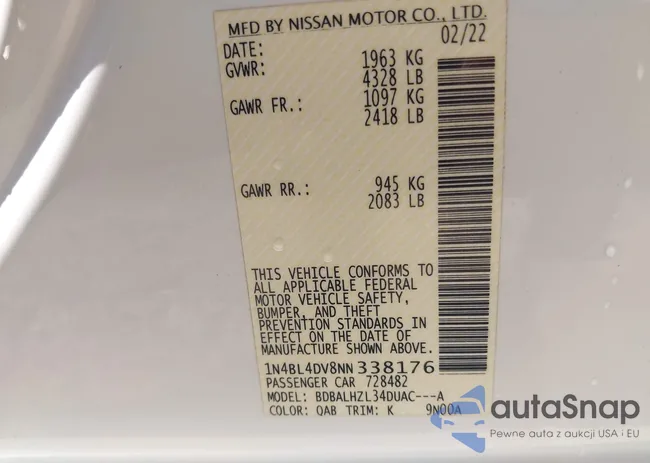 MFD BY NISSAN MOTOR CO., LTD.
DATE: 02/22
GVWR: 1963 KG
4328 LB
GAWR FR.: 1097 KG
2418 LB
GAWR RR.: 945 KG
2083 LB
THIS VEHICLE CONFORMS TO
ALL APPLICABLE FEDERAL
MOTOR VEHICLE SAFETY,
BUMPER, AND THEFT
PREVENTION STANDARDS IN
EFFECT ON THE DATE OF
MANUFACTURE SHOWN ABOVE.
1N4BL4DV8NN338176
PASSENGER CAR 728482
MODEL: BDBALHZL34DUAC---A
COLOR: QAB TRIM: K 9N00A
autoSnap
Pewne auta z aukcji USA i EU